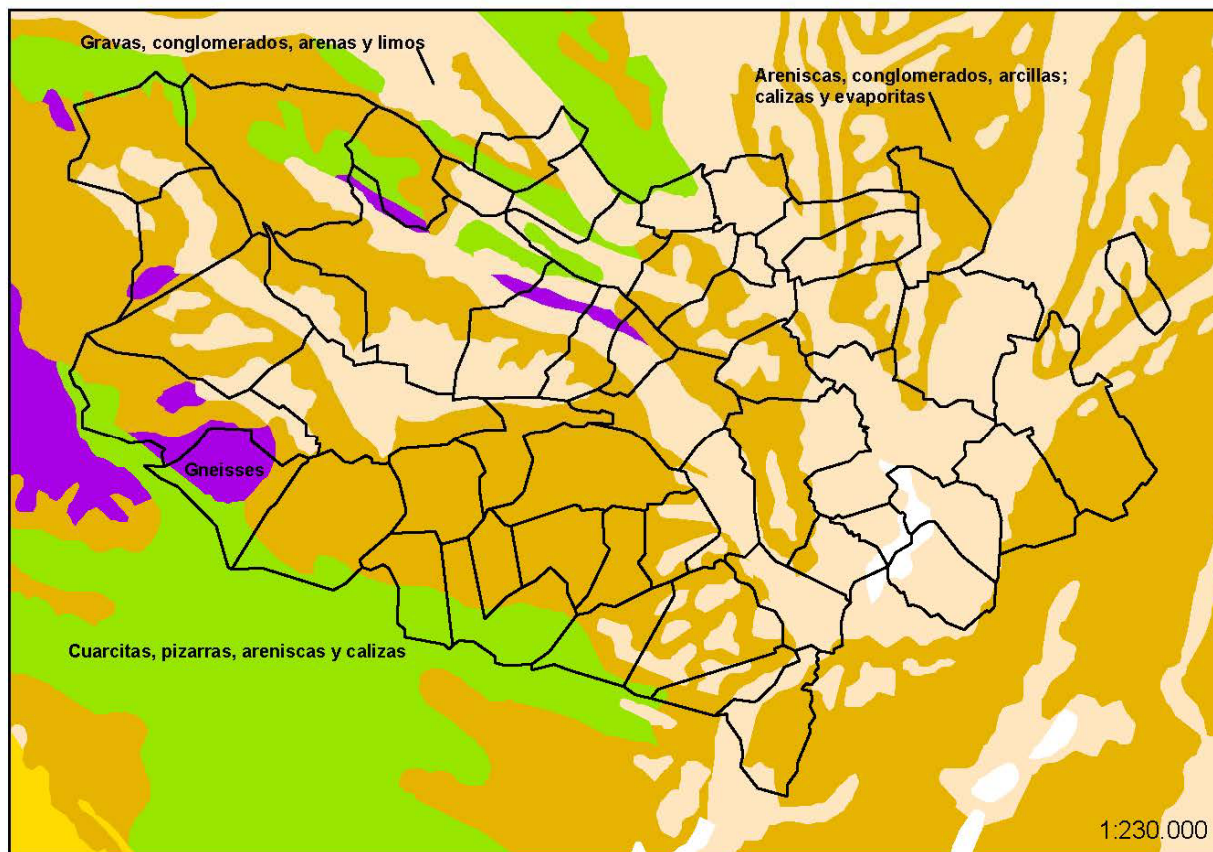 Gravas, conglomerados, arenas y limos
Areniscas, conglomerados, arcillas;
calizas y evaporitas
Gneisses
Cuarcitas, pizarras, areniscas y calizas
1:230.000